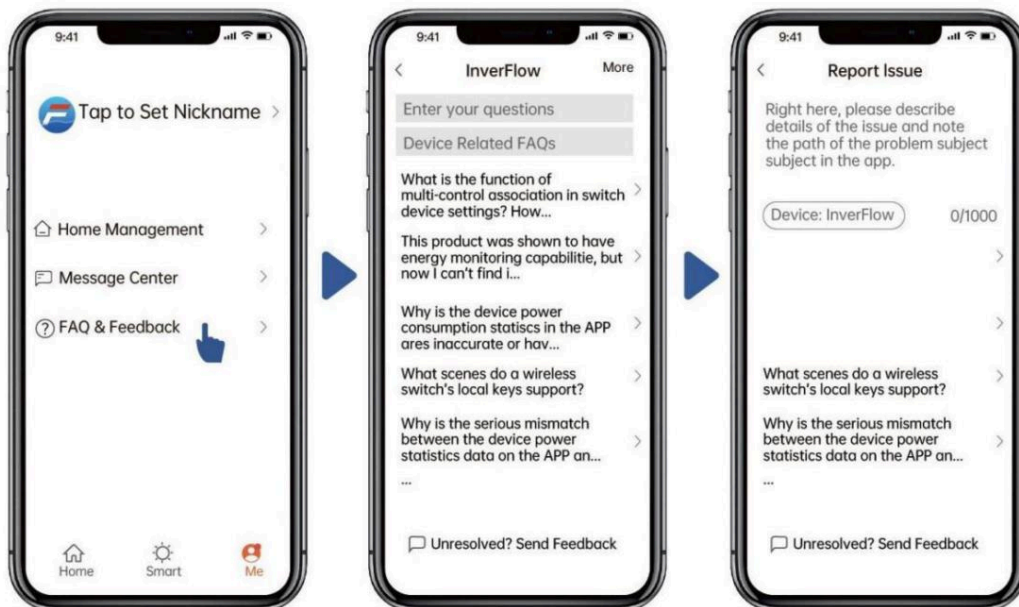 9:41
Tap to Set Nickname
Home Management
Message Center
FAQ & Feedback
Home
Smart
Me
9:41
InverFlow
More
Enter your questions
Device Related FAQs
What is the function of
multi-control association in switch
device settings? How...
This product was shown to have
energy monitoring capabilitie, but
now I can't find i...
Why is the device power
consumption statiscs in the APP
ares inaccurate or hav...
What scenes do a wireless
switch's local keys support?
Why is the serious mismatch
between the device power
statistics data on the APP an...
...
Unresolved? Send Feedback
9:41
Report Issue
Right here, please describe
details of the issue and note
the path of the problem subject
subject in the app.
Device: InverFlow
0/1000
What scenes do a wireless
switch's local keys support?
Why is the serious mismatch
between the device power
statistics data on the APP an...
...
Unresolved? Send Feedback